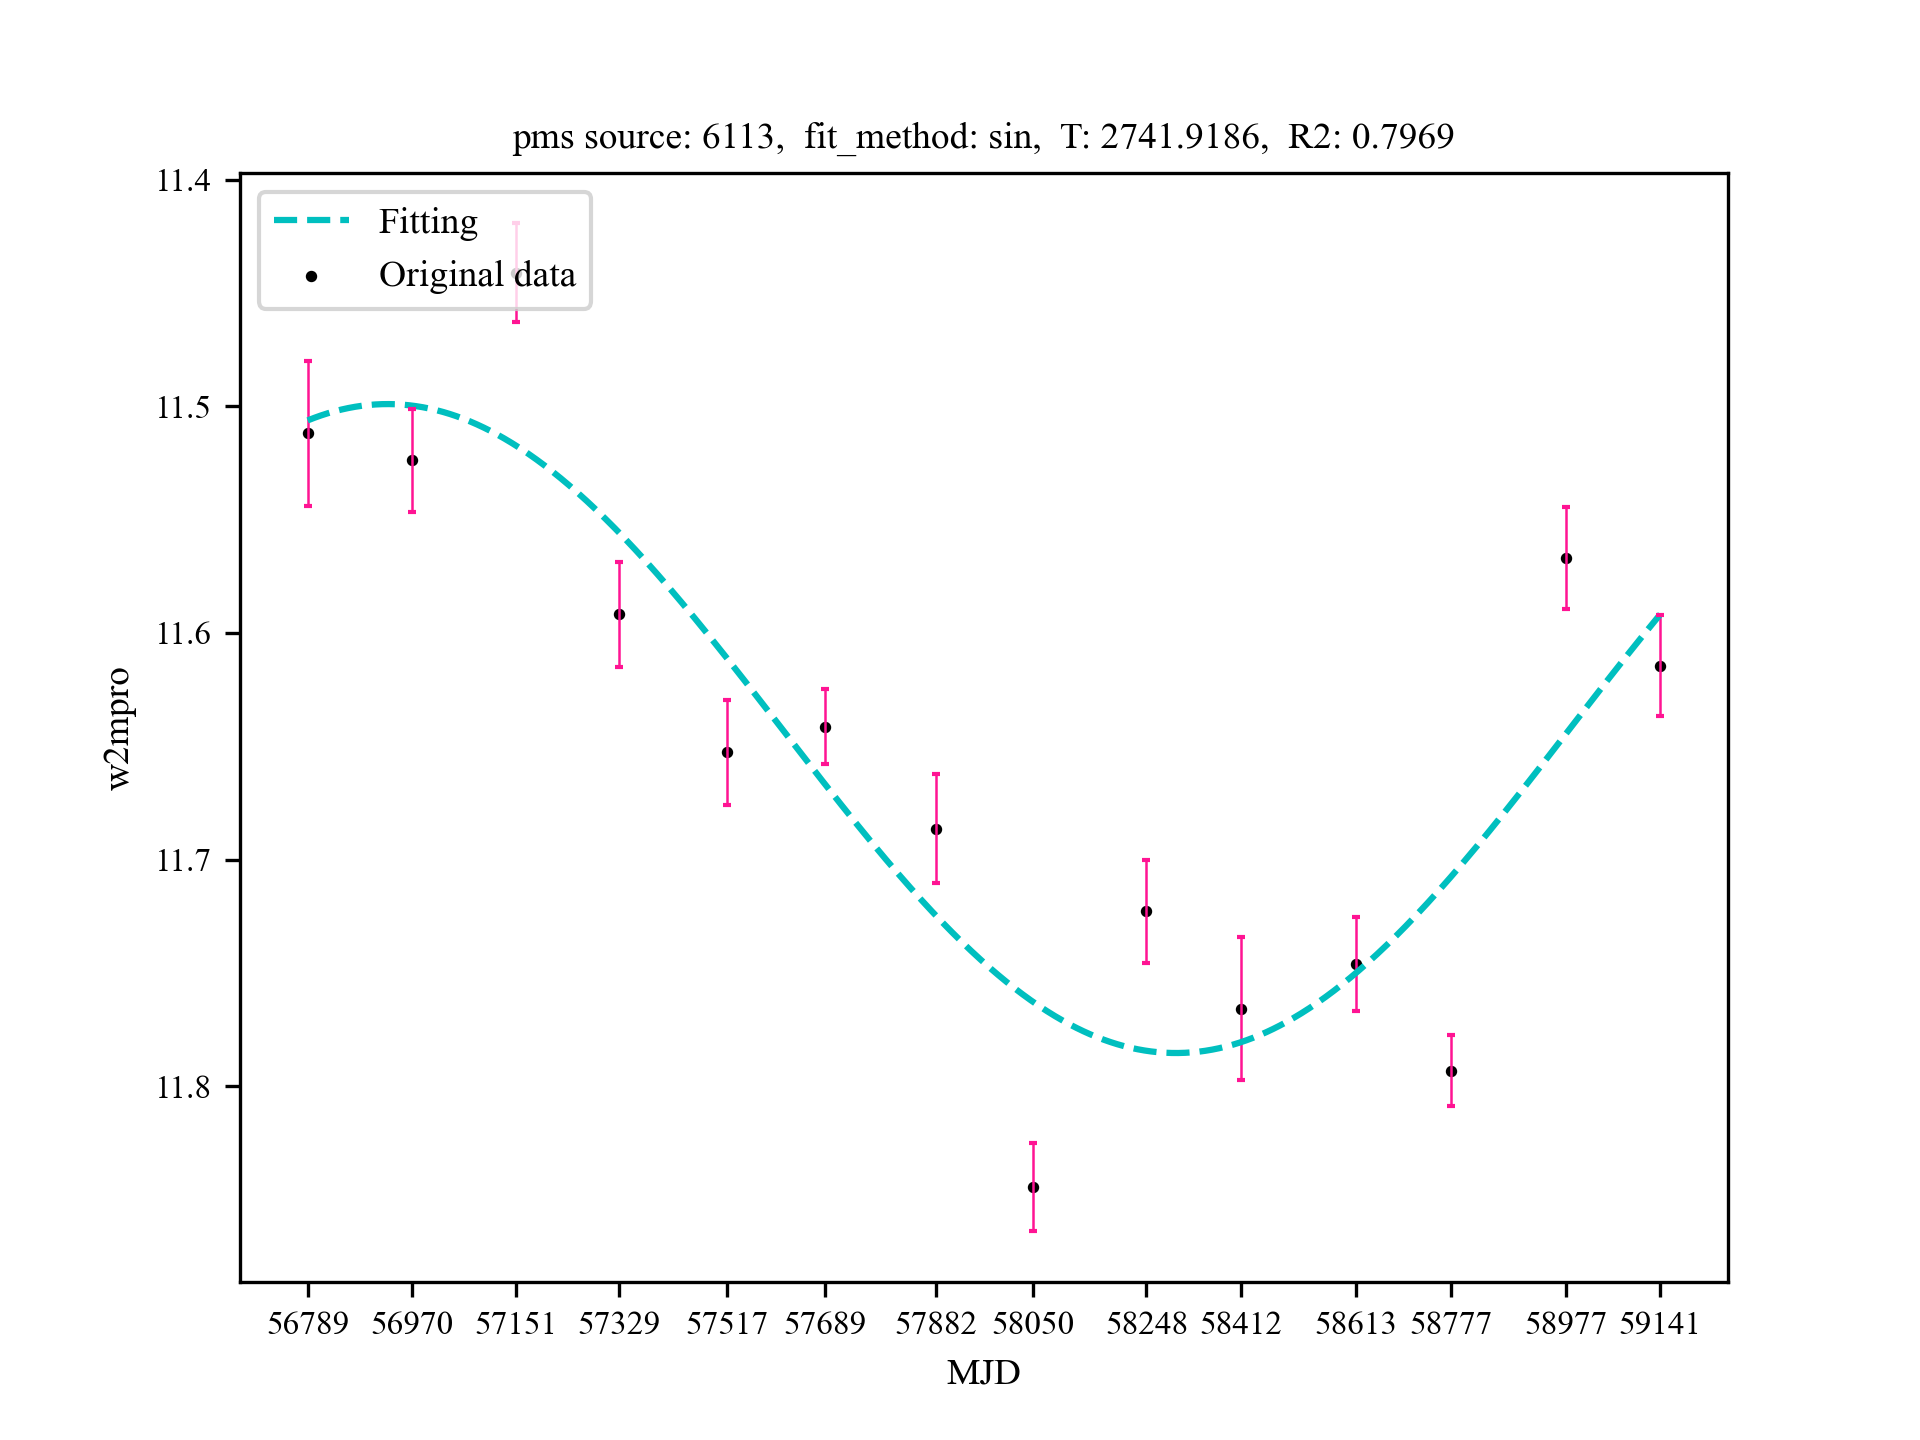 pms source: 6113,  fit_method: sin,  T: 2741.9186,  R2: 0.7969
Fitting
Original data
11.4
11.5
11.6
11.7
11.8
w2mpro
56789 56970 57151 57329 57517 57689 57882 58050 58248 58412 58613 58777 58977 59141
MJD